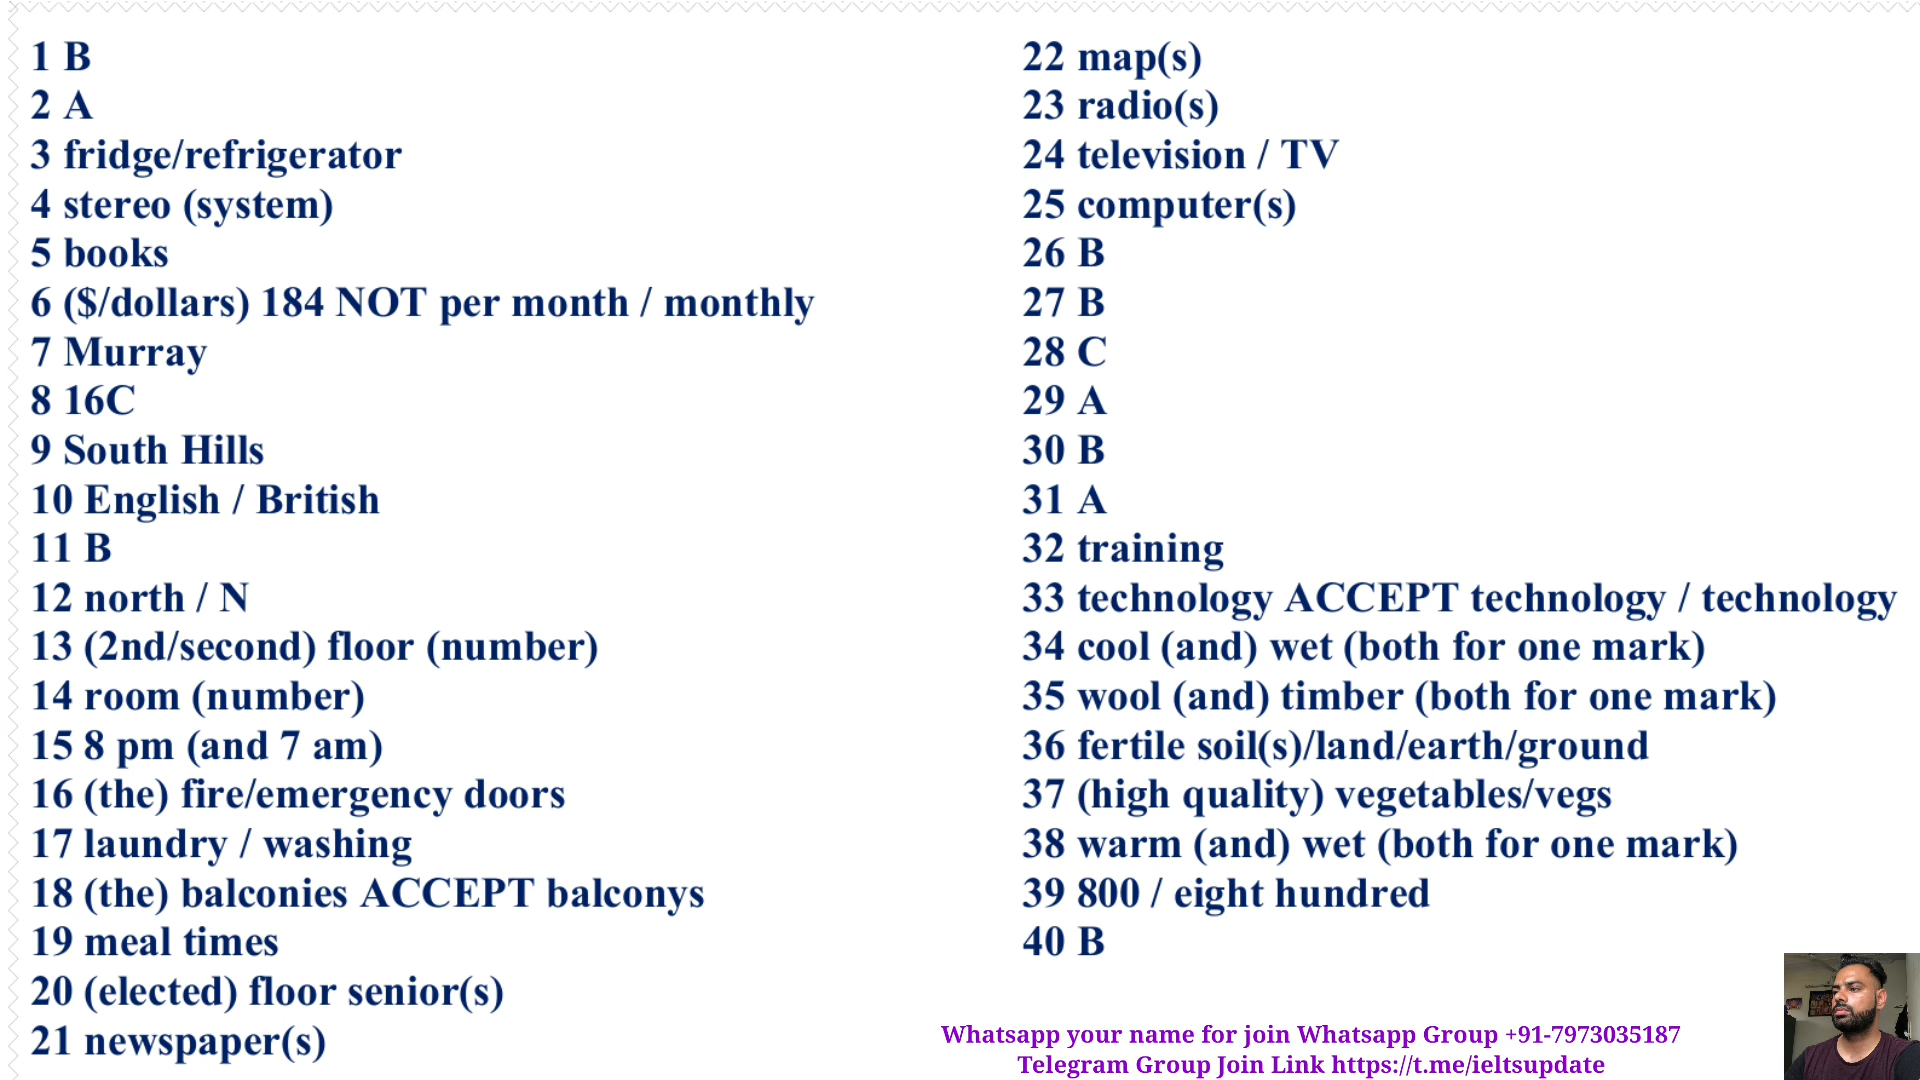 1 B
2 A
3 fridge/refrigerator
4 stereo (system)
5 books
6 ($/dollars) 184 NOT per month / monthly
7 Murray
8 16C
9 South Hills
10 English / British
11 B
12 north / N
13 (2nd/second) floor (number)
14 room (number)
15 8 pm (and 7 am)
16 (the) fire/emergency doors
17 laundry / washing
18 (the) balconies ACCEPT balconys
19 meal times
20 (elected) floor senior(s)
21 newspaper(s)
22 map(s)
23 radio(s)
24 television / TV
25 computer(s)
26 B
27 B
28 C
29 A
30 B
31 A
32 training
33 technology ACCEPT technology / technology
34 cool (and) wet (both for one mark)
35 wool (and) timber (both for one mark)
36 fertile soil(s)/land/earth/ground
37 (high quality) vegetables/vegs
38 warm (and) wet (both for one mark)
39 800 / eight hundred
40 B
Whatsapp your name for join Whatsapp Group +91-7973035187
Telegram Group Join Link https://t.me/ieltsupdate